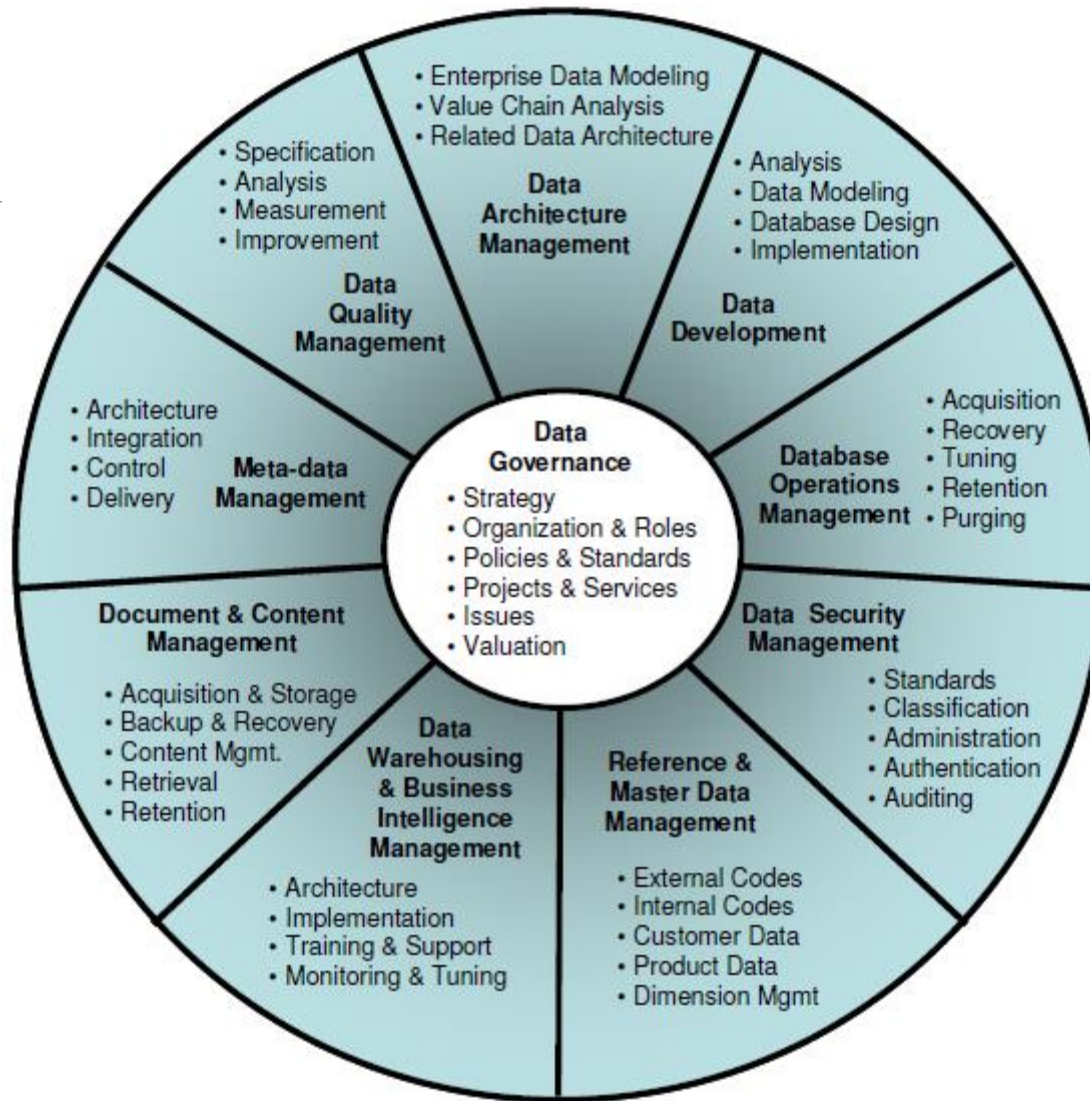 • Enterprise Data Modeling
• Value Chain Analysis
• Related Data Architecture
Data
Architecture
Management
• Analysis
• Data Modeling
• Database Design
• Implementation
Data
Development
• Acquisition
• Recovery
• Tuning
• Retention
• Purging
Database
Operations
Management
Data Security
Management
• Standards
• Classification
• Administration
• Authentication
• Auditing
Reference &
Master Data
Management
• External Codes
• Internal Codes
• Customer Data
• Product Data
• Dimension Mgmt
Data
Warehousing
& Business
Intelligence
Management
• Architecture
• Implementation
• Training & Support
• Monitoring & Tuning
Document & Content
Management
• Acquisition & Storage
• Backup & Recovery
• Content Mgmt.
• Retrieval
• Retention
• Architecture
• Integration
• Control
• Delivery
Meta-data
Management
• Specification
• Analysis
• Measurement
• Improvement
Data
Quality
Management
Data
Governance
• Strategy
• Organization & Roles
• Policies & Standards
• Projects & Services
• Issues
• Valuation